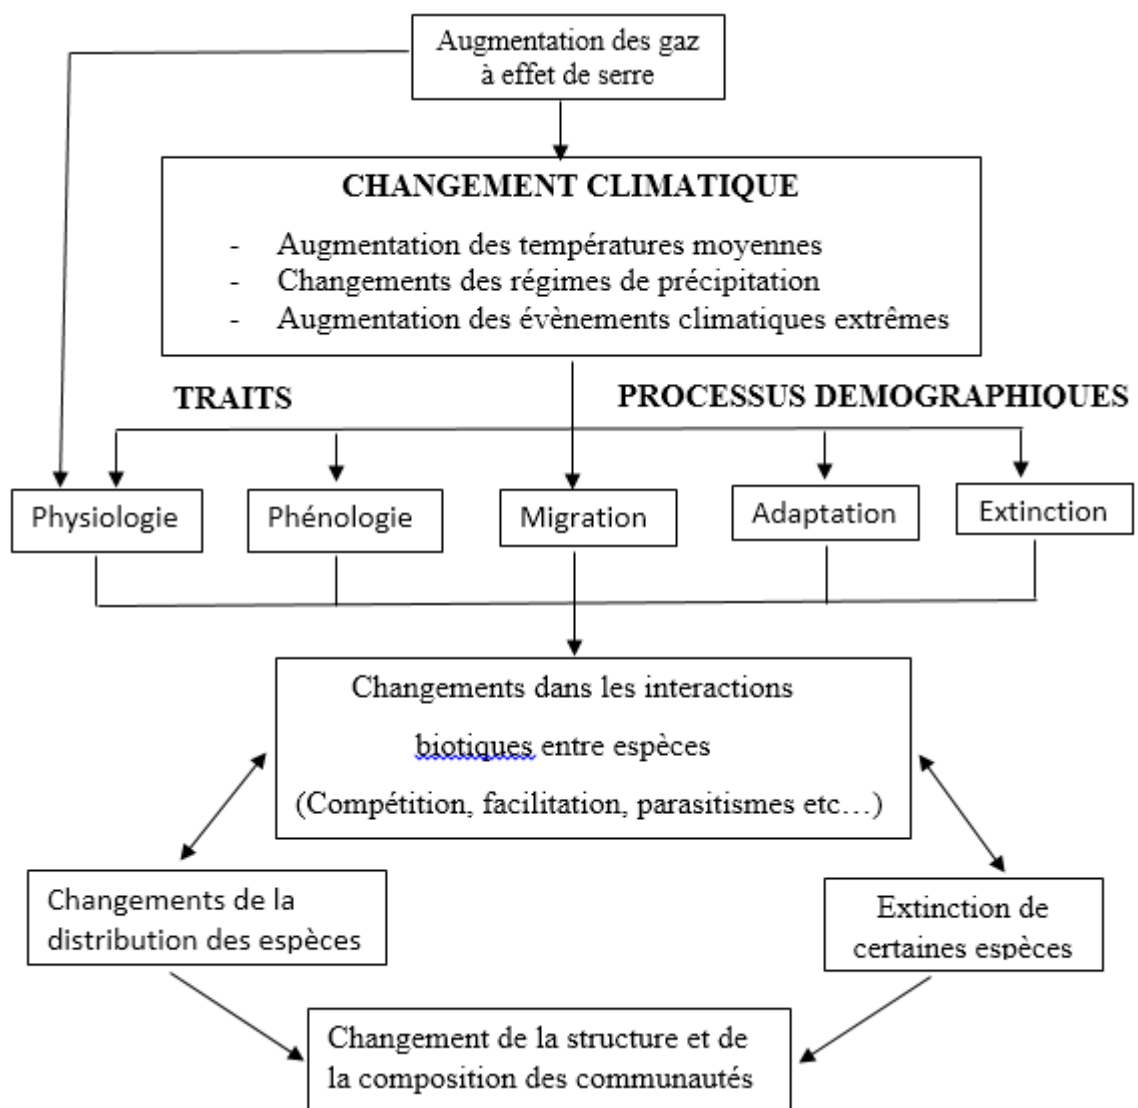 Augmentation des gaz
à effet de serre
CHANGEMENT CLIMATIQUE
- Augmentation des températures moyennes
- Changements des régimes de précipitation
- Augmentation des évènements climatiques extrêmes
TRAITS
PROCESSUS DEMOGRAPHIQUES
Physiologie
Phénologie
Migration
Adaptation
Extinction
Changements dans les interactions
biotiques entre espèces
(Compétition, facilitation, parasitismes etc…)
Changements de la
distribution des espèces
Extinction de
certaines espèces
Changement de la structure et de
la composition des communautés